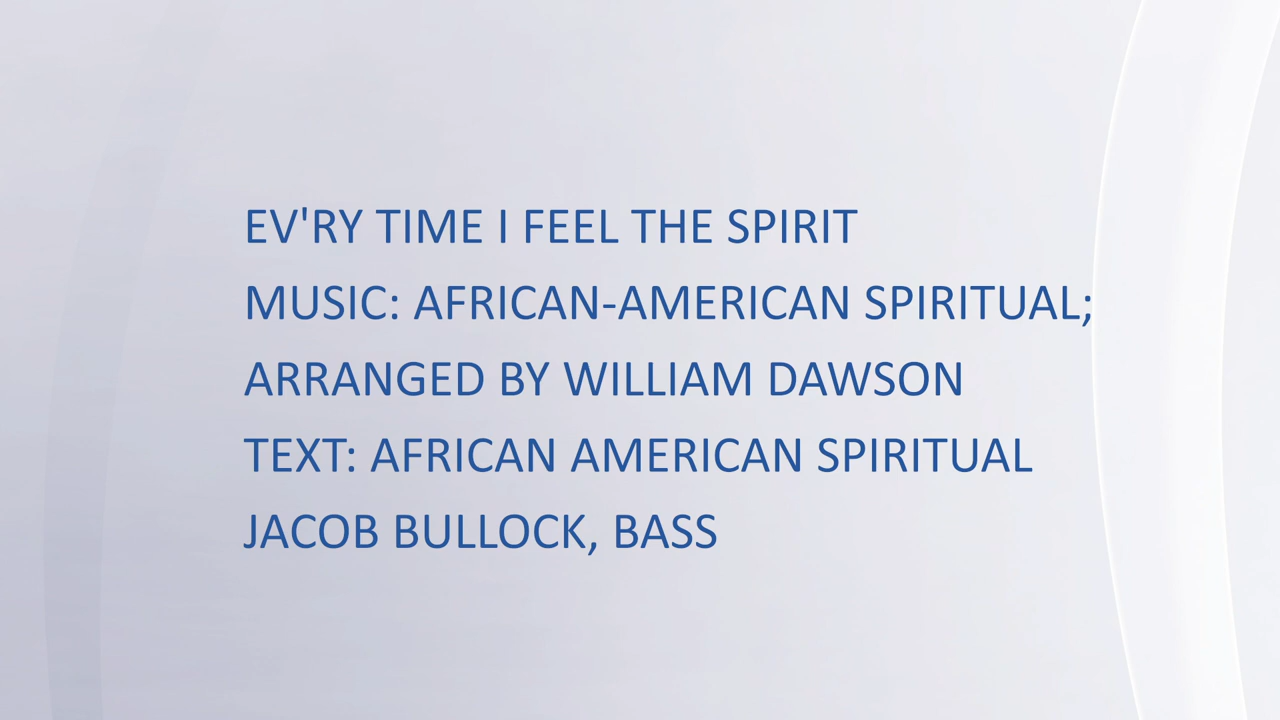 EV'RY TIME I FEEL THE SPIRIT
MUSIC: AFRICAN-AMERICAN SPIRITUAL;
ARRANGED BY WILLIAM DAWSON
TEXT: AFRICAN AMERICAN SPIRITUAL
JACOB BULLOCK, BASS